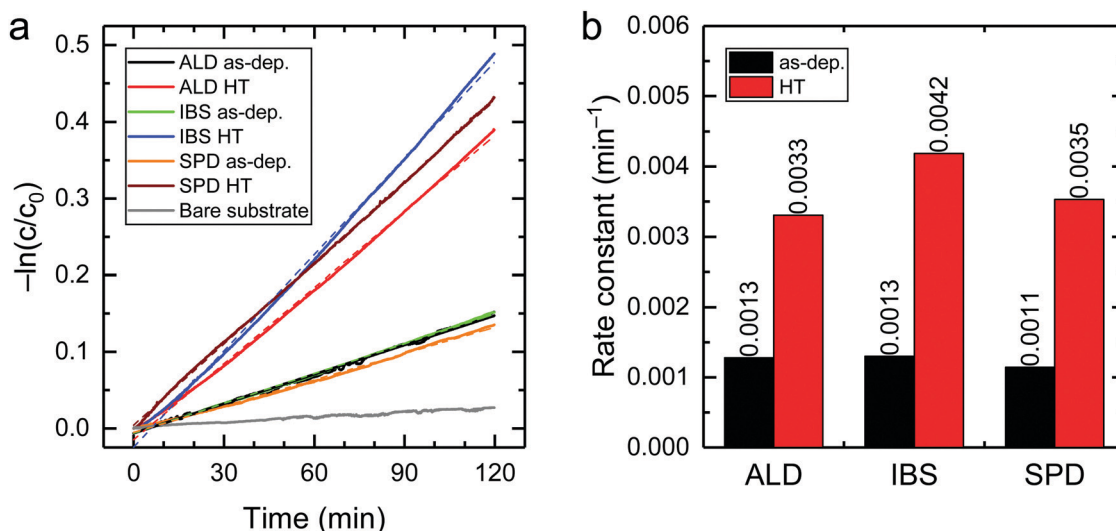 a
−ln(c/c0)
0.5
0.4
0.3
0.2
0.1
0.0
ALD as-dep.
ALD HT
IBS as-dep.
IBS HT
SPD as-dep.
SPD HT
Bare substrate
0 30 60 90 120
Time (min)
b
Rate constant (min⁻¹)
0.006
0.005
0.004
0.003
0.002
0.001
0.000
as-dep.
HT
0.0013
0.0033
0.0013
0.0042
0.0011
0.0035
ALD IBS SPD